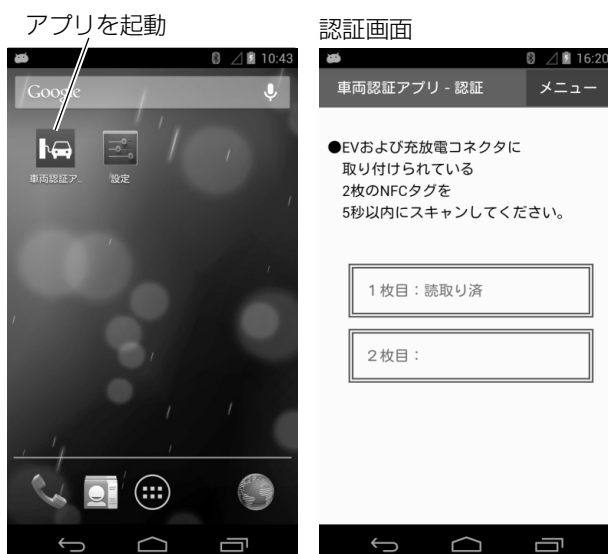 アプリを起動
10:43
Google
車両認証ア..
設定
認証画面
16:20
車両認証アプリ - 認証
メニュー
●EVおよび充放電コネクタに
取り付けられている
2枚のNFCタグを
5秒以内にスキャンしてください。
1枚目：読取り済
2枚目：